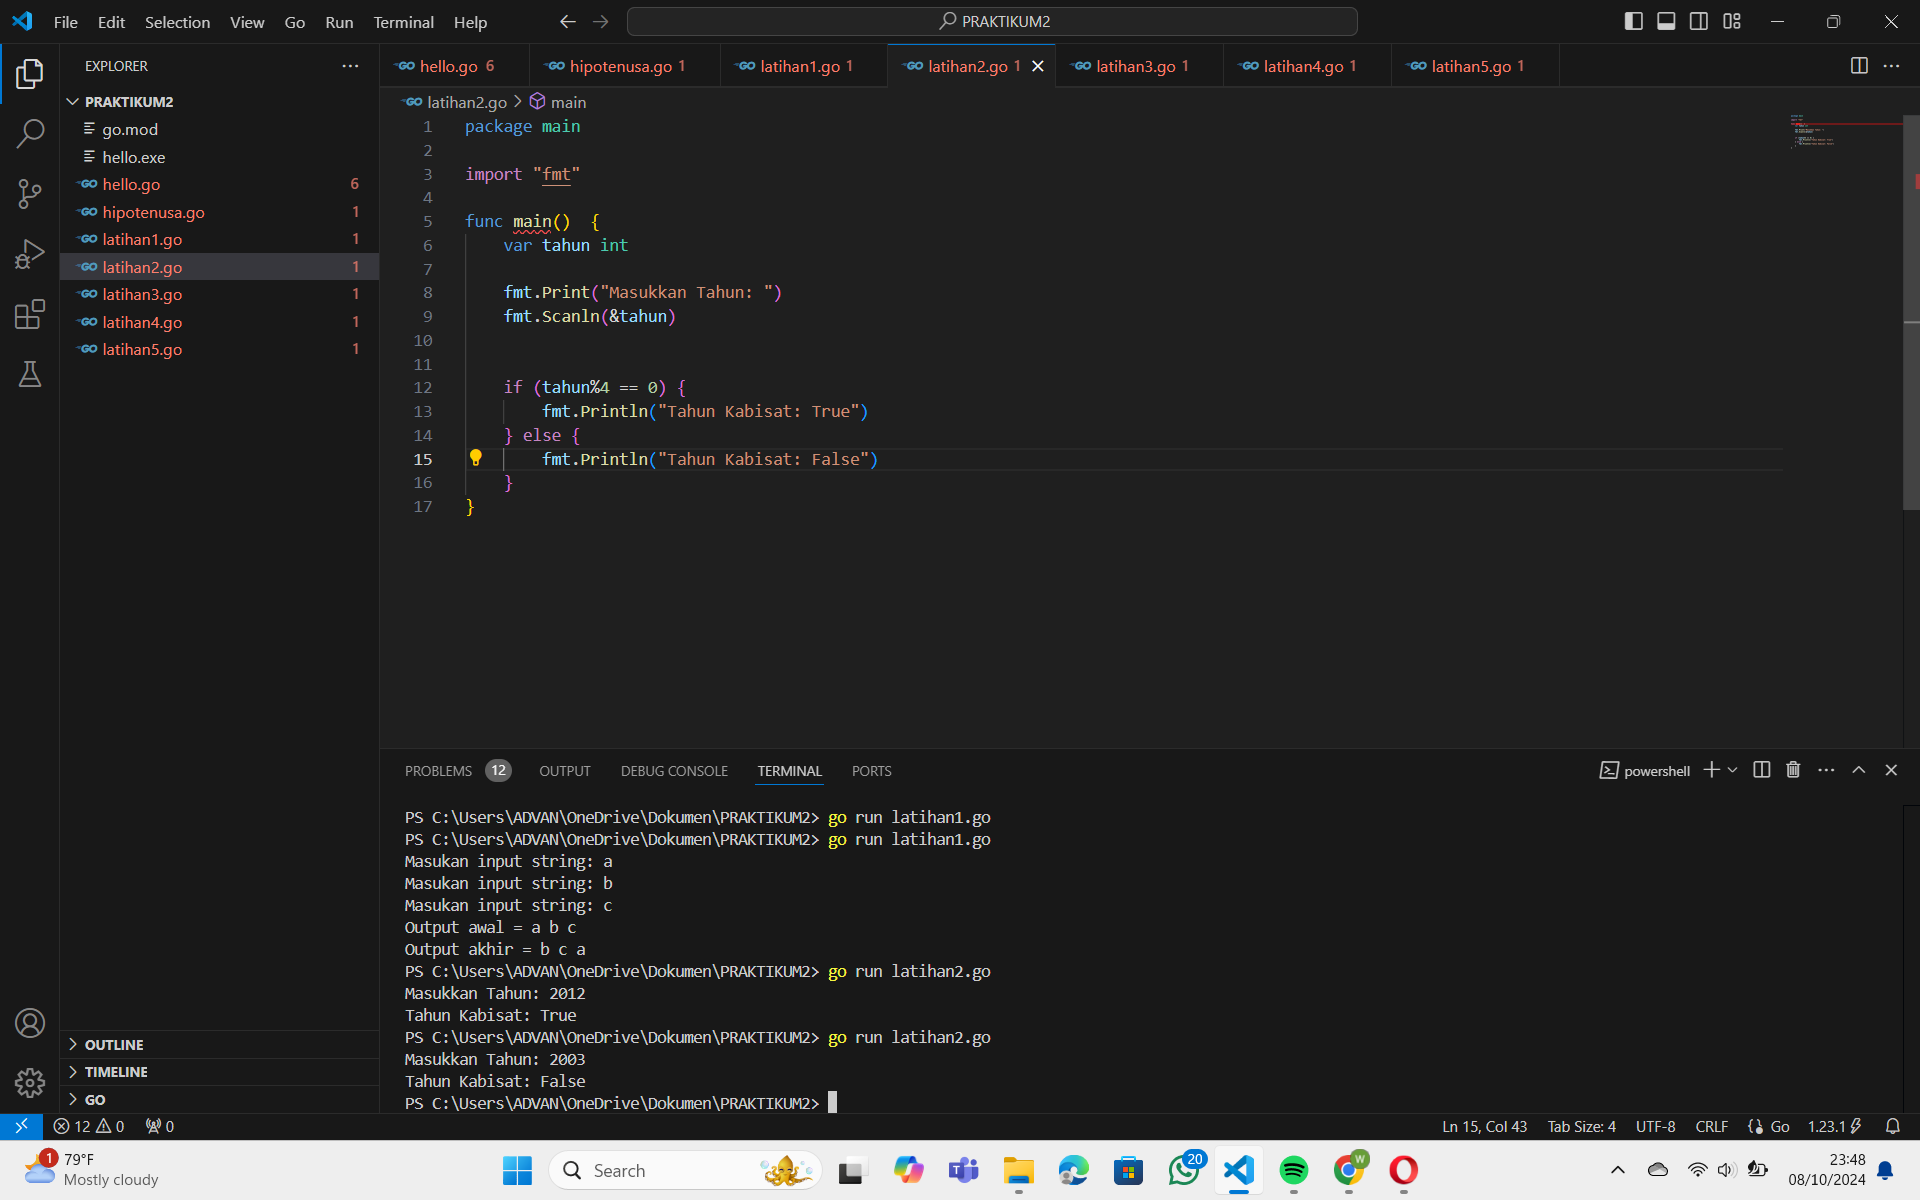 File Edit Selection View Go Run Terminal Help
PRAKTIKUM2
EXPLORER
PRAKTIKUM2
go.mod
hello.exe
hello.go 6
hipotenusa.go 1
latihan1.go 1
latihan2.go 1
latihan3.go 1
latihan4.go 1
latihan5.go 1
OUTLINE
TIMELINE
GO
hello.go 6 hipotenusa.go 1 latihan1.go 1 latihan2.go 1 latihan3.go 1 latihan4.go 1 latihan5.go 1
latihan2.go > main
1 package main
2
3 import "fmt"
4
5 func main()  {
6     var tahun int
7
8     fmt.Print("Masukkan Tahun: ")
9     fmt.Scanln(&tahun)
10
11
12     if (tahun%4 == 0) {
13         fmt.Println("Tahun Kabisat: True")
14     } else {
15         fmt.Println("Tahun Kabisat: False")
16     }
17 }
PROBLEMS 12 OUTPUT DEBUG CONSOLE TERMINAL PORTS
powershell
PS C:\Users\ADVAN\OneDrive\Dokumen\PRAKTIKUM2> go run latihan1.go
PS C:\Users\ADVAN\OneDrive\Dokumen\PRAKTIKUM2> go run latihan1.go
Masukan input string: a
Masukan input string: b
Masukan input string: c
Output awal = a b c
Output akhir = b c a
PS C:\Users\ADVAN\OneDrive\Dokumen\PRAKTIKUM2> go run latihan2.go
Masukkan Tahun: 2012
Tahun Kabisat: True
PS C:\Users\ADVAN\OneDrive\Dokumen\PRAKTIKUM2> go run latihan2.go
Masukkan Tahun: 2003
Tahun Kabisat: False
PS C:\Users\ADVAN\OneDrive\Dokumen\PRAKTIKUM2>
12 0 0 Ln 15, Col 43 Tab Size: 4 UTF-8 CRLF Go 1.23.1
1 79°F
Mostly cloudy
Search
20
W
23:48
08/10/2024